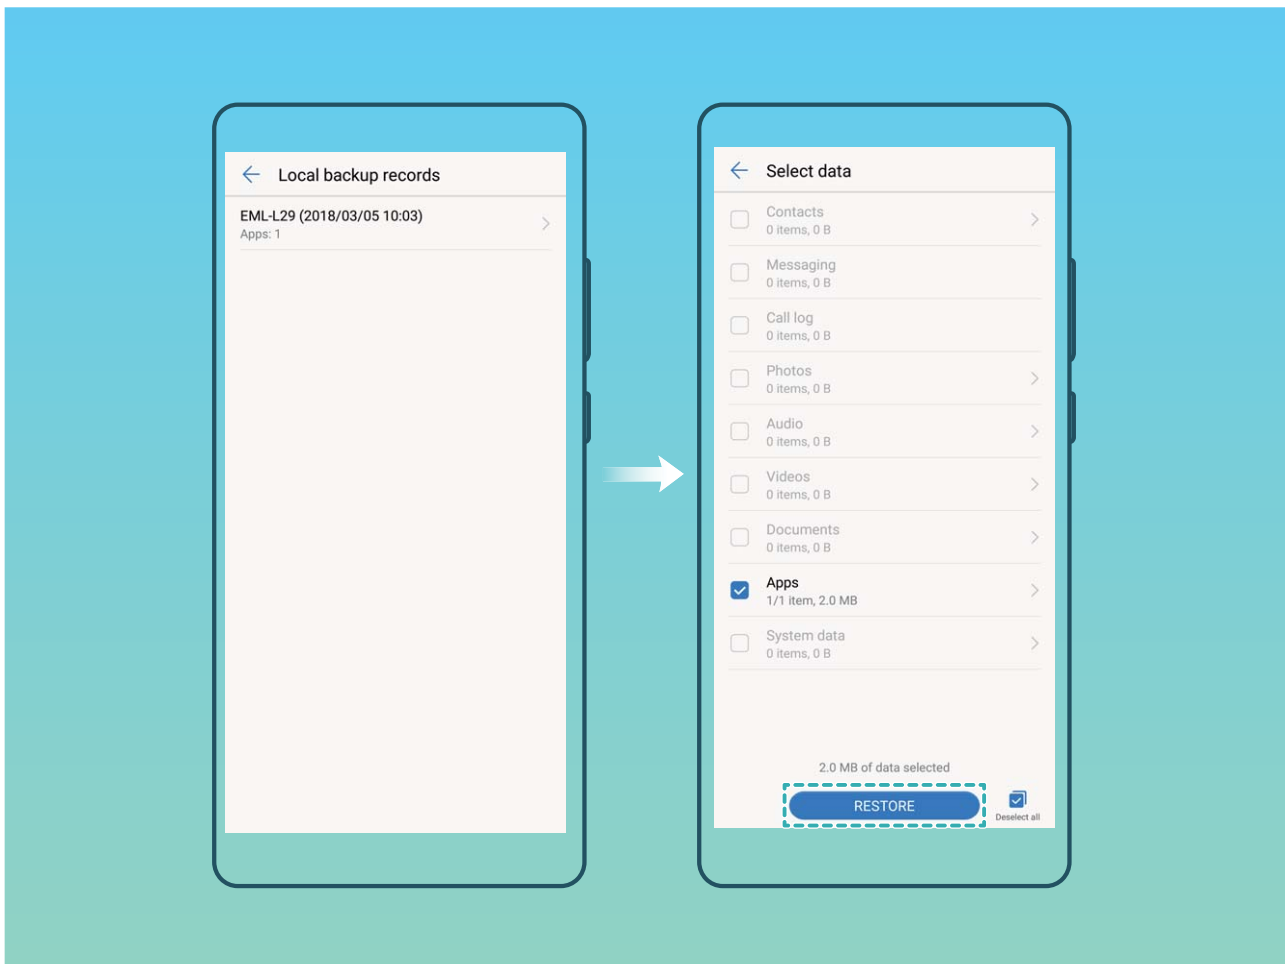 Local backup records
EML-L29 (2018/03/05 10:03)
Apps: 1
Select data
Contacts
0 items, 0 B
Messaging
0 items, 0 B
Call log
0 items, 0 B
Photos
0 items, 0 B
Audio
0 items, 0 B
Videos
0 items, 0 B
Documents
0 items, 0 B
Apps
1/1 item, 2.0 MB
System data
0 items, 0 B
2.0 MB of data selected
RESTORE
Deselect all